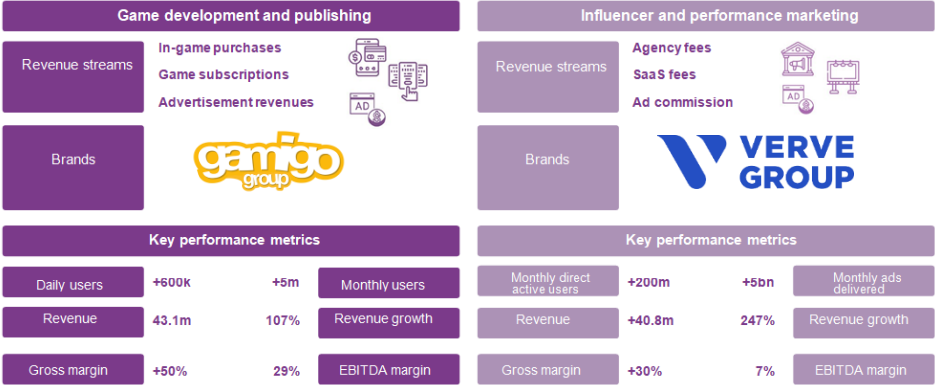 Game development and publishing
Revenue streams
In-game purchases
Game subscriptions
Advertisement revenues
AD
Brands
gamigo
group
Key performance metrics
Daily users
+600k
+5m
Monthly users
Revenue
43.1m
107%
Revenue growth
Gross margin
+50%
29%
EBITDA margin
Influencer and performance marketing
Revenue streams
Agency fees
SaaS fees
Ad commission
AD
Brands
VERVE
GROUP
Key performance metrics
Monthly direct
active users
+200m
+5bn
Monthly ads
delivered
Revenue
+40.8m
247%
Revenue growth
Gross margin
+30%
7%
EBITDA margin